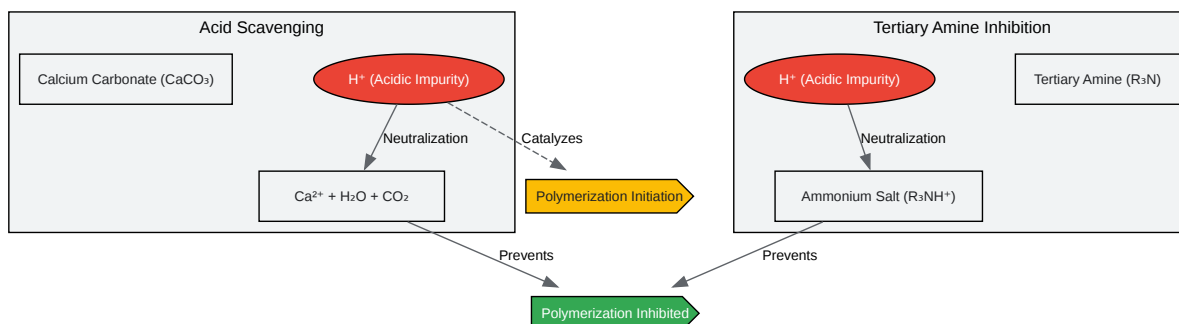 Acid Scavenging
Tertiary Amine Inhibition
Calcium Carbonate (CaCO₃)
H⁺ (Acidic Impurity)
H⁺ (Acidic Impurity)
Tertiary Amine (R₃N)
Neutralization
Catalyzes
Neutralization
Ca²⁺ + H₂O + CO₂
Polymerization Initiation
Ammonium Salt (R₃NH⁺)
Prevents
Prevents
Polymerization Inhibited